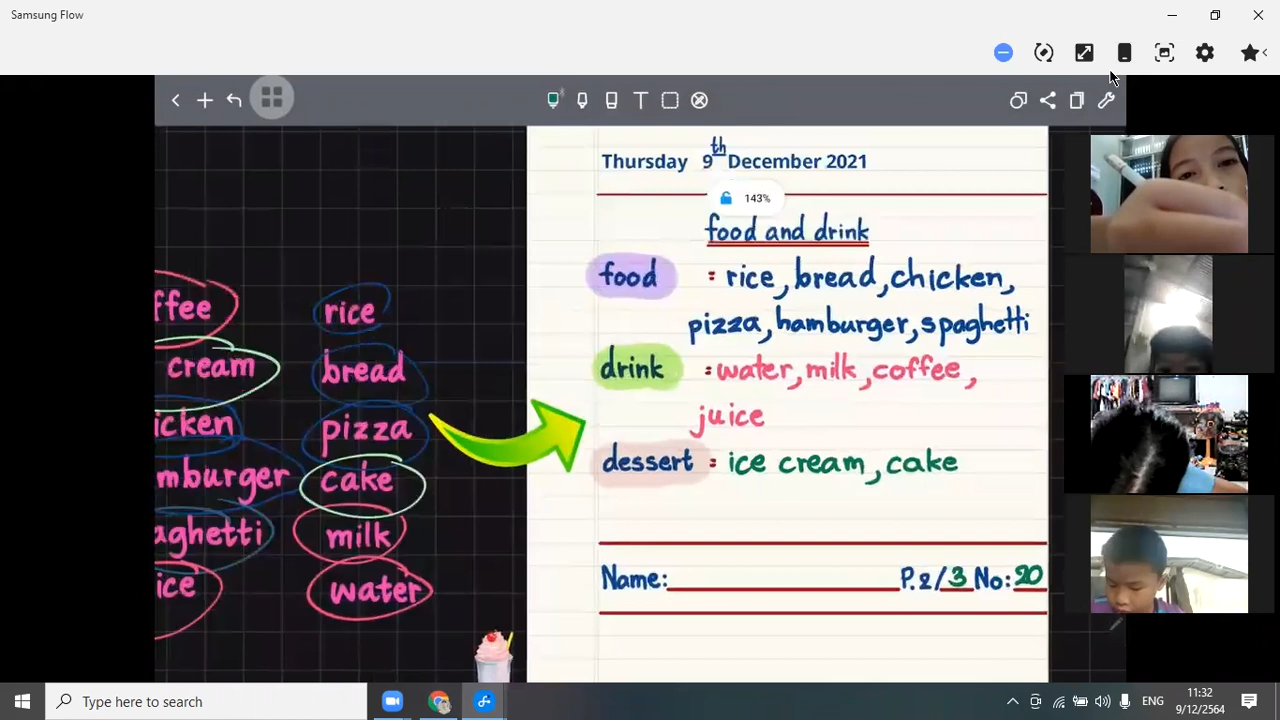 Samsung Flow
Thursday 9th December 2021
143%
food and drink
food : rice, bread, chicken,
pizza, hamburger, spaghetti
drink : water, milk, coffee,
juice
dessert : ice cream, cake
Name: P.2/3 No: 20
ffee
cream
icken
mburger
aghetti
ice
rice
bread
pizza
cake
milk
water
Type here to search
ENG
11:32
9/12/2564